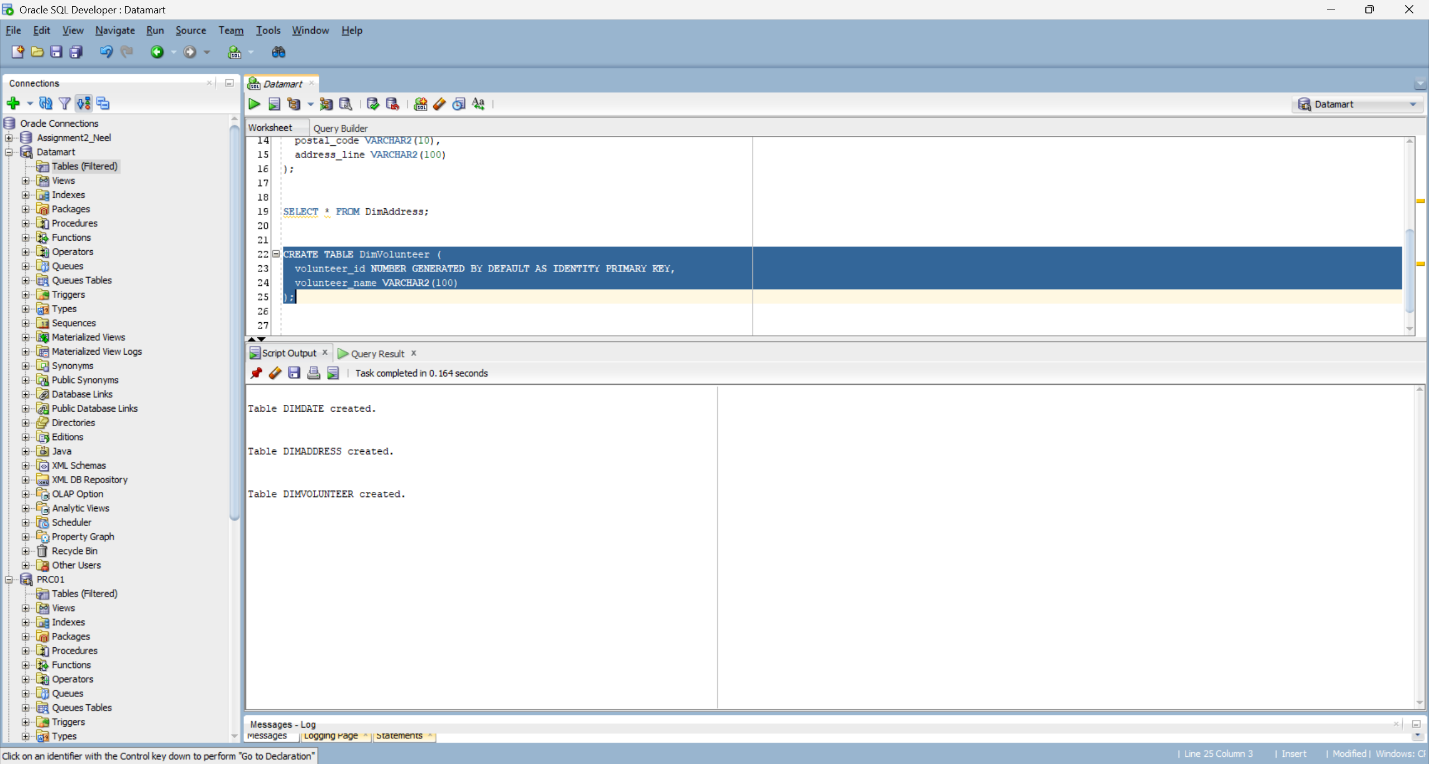 Oracle SQL Developer : Datamart
File Edit View Navigate Run Source Team Tools Window Help
Connections
Oracle Connections
Assignment2_Neel
Datamart
Tables (Filtered)
Views
Indexes
Packages
Procedures
Functions
Operators
Queues
Queues Tables
Triggers
Types
Sequences
Materialized Views
Materialized View Logs
Synonyms
Public Synonyms
Database Links
Public Database Links
Directories
Editions
Java
XML Schemas
XML DB Repository
OLAP Option
Analytic Views
Scheduler
Property Graph
Recycle Bin
Other Users
PRC01
Tables (Filtered)
Views
Indexes
Packages
Procedures
Functions
Operators
Queues
Queues Tables
Triggers
Types
Click on an identifier with the Control key down to perform "Go to Declaration"
Datamart
Datamart
Worksheet Query Builder
14 postal_code VARCHAR2(10),
15 address_line VARCHAR2(100)
16 );
17
18
19 SELECT * FROM DimAddress;
20
21
22 CREATE TABLE DimVolunteer (
23 volunteer_id NUMBER GENERATED BY DEFAULT AS IDENTITY PRIMARY KEY,
24 volunteer_name VARCHAR2(100)
25 );
26
27
Script Output x Query Result x
Task completed in 0.164 seconds
Table DIMDATE created.
Table DIMADDRESS created.
Table DIMVOLUNTEER created.
Messages - Log
Messages Logging Page Statements
Line 25 Column 3 | Insert | Modified | Windows: Cl